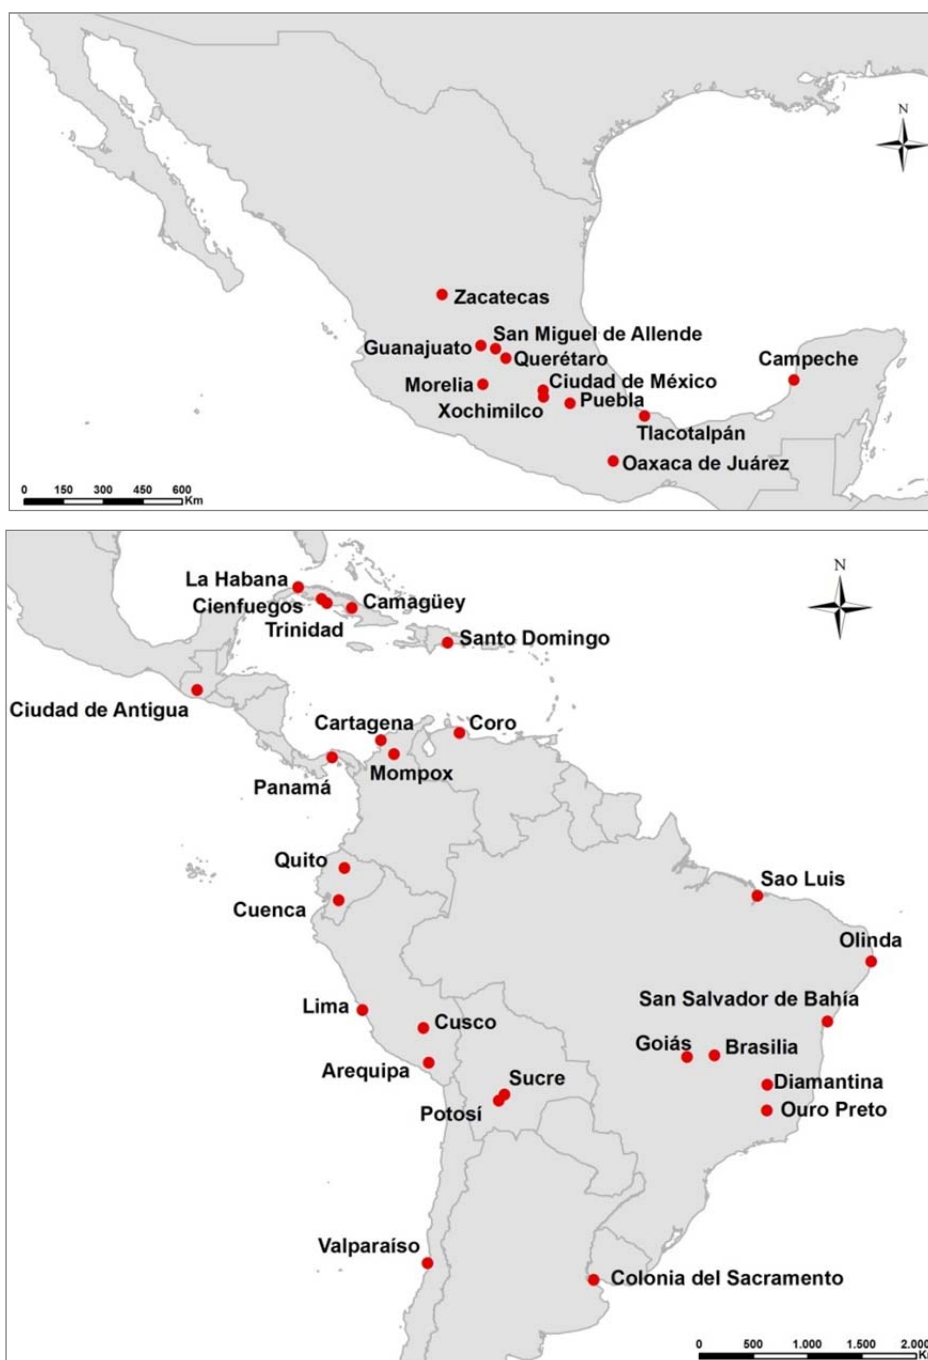 N
Zacatecas
San Miguel de Allende
Guanajuato
Querétaro
Campeche
Ciudad de México
Morelia
Puebla
Xochimilco
Tlacotalpán
Oaxaca de Juárez
0 150 300 450 600
Km
N
La Habana
Cienfuegos
Camagüey
Trinidad
Santo Domingo
Ciudad de Antigua
Cartagena
Coro
Mompox
Panamá
Quito
Sao Luis
Cuenca
Olinda
San Salvador de Bahía
Lima
Cusco
Goiás
Brasilia
Arequipa
Sucre
Diamantina
Potosí
Ouro Preto
Valparaíso
Colonia del Sacramento
0 500 1.000 1.500 2.000